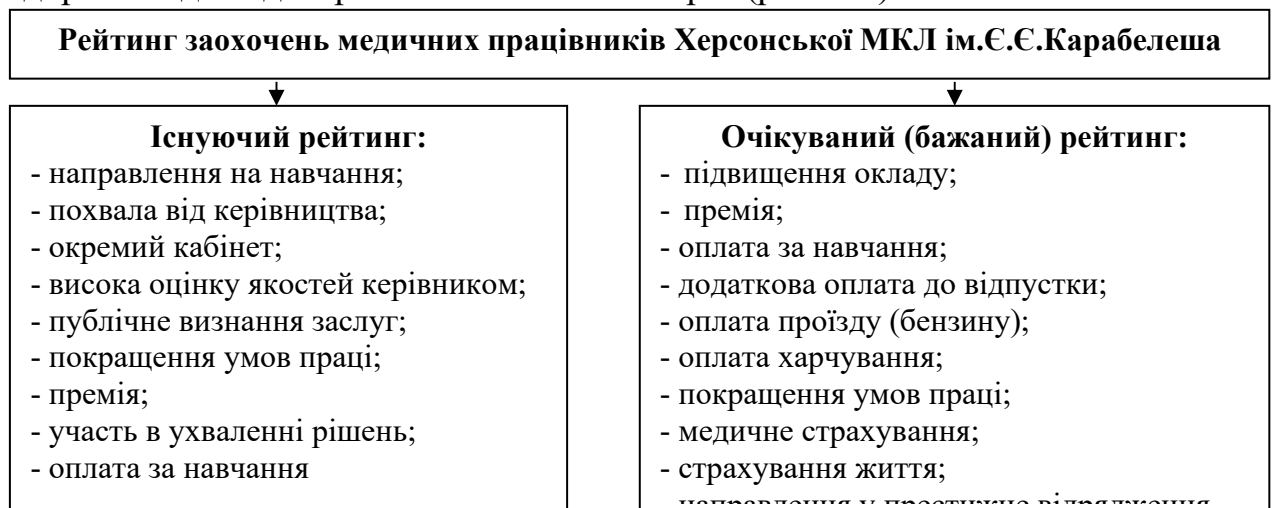 Рейтинг заохочень медичних працівників Херсонської МКЛ ім.Є.Є.Карабелеша
Існуючий рейтинг:
- направлення на навчання;
- похвала від керівництва;
- окремий кабінет;
- висока оцінку якостей керівником;
- публічне визнання заслуг;
- покращення умов праці;
- премія;
- участь в ухваленні рішень;
- оплата за навчання
Очікуваний (бажаний) рейтинг:
- підвищення окладу;
- премія;
- оплата за навчання;
- додаткова оплата до відпустки;
- оплата проїзду (бензину);
- оплата харчування;
- покращення умов праці;
- медичне страхування;
- страхування життя;
- направлення у престижне відрядження